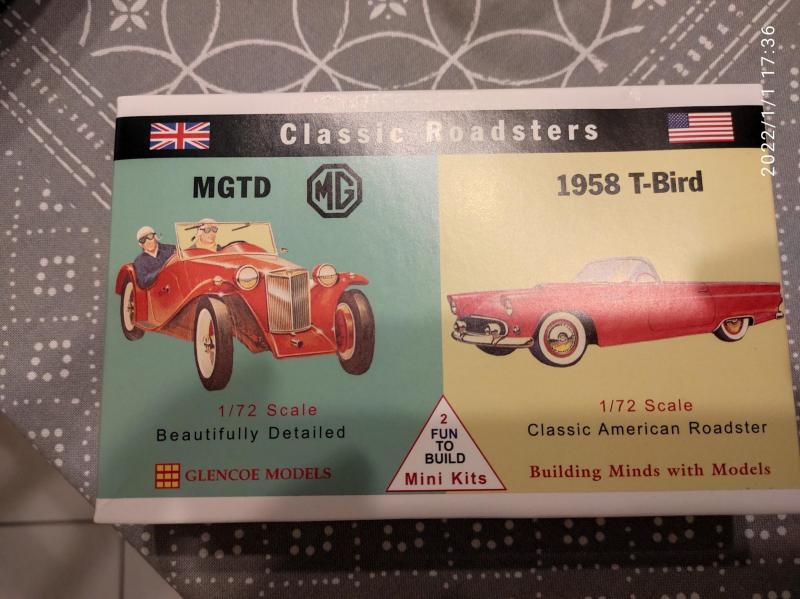 Classic Roadsters
MGTD
MG
1958 T-Bird
1/72 Scale
Beautifully Detailed
GLENCOE MODELS
2
FUN
TO
BUILD
Mini Kits
1/72 Scale
Classic American Roadster
Building Minds with Models
2022/1/1 17:36